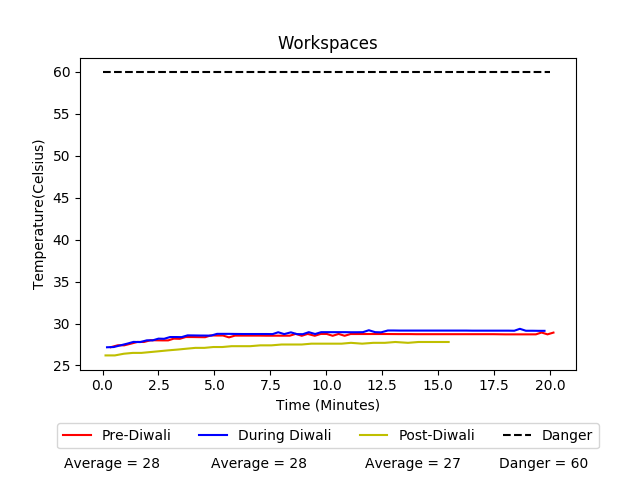 Workspaces
Temperature(Celsius)
60
55
50
45
40
35
30
25
0.0 2.5 5.0 7.5 10.0 12.5 15.0 17.5 20.0
Time (Minutes)
Pre-Diwali During Diwali Post-Diwali Danger
Average = 28 Average = 28 Average = 27 Danger = 60